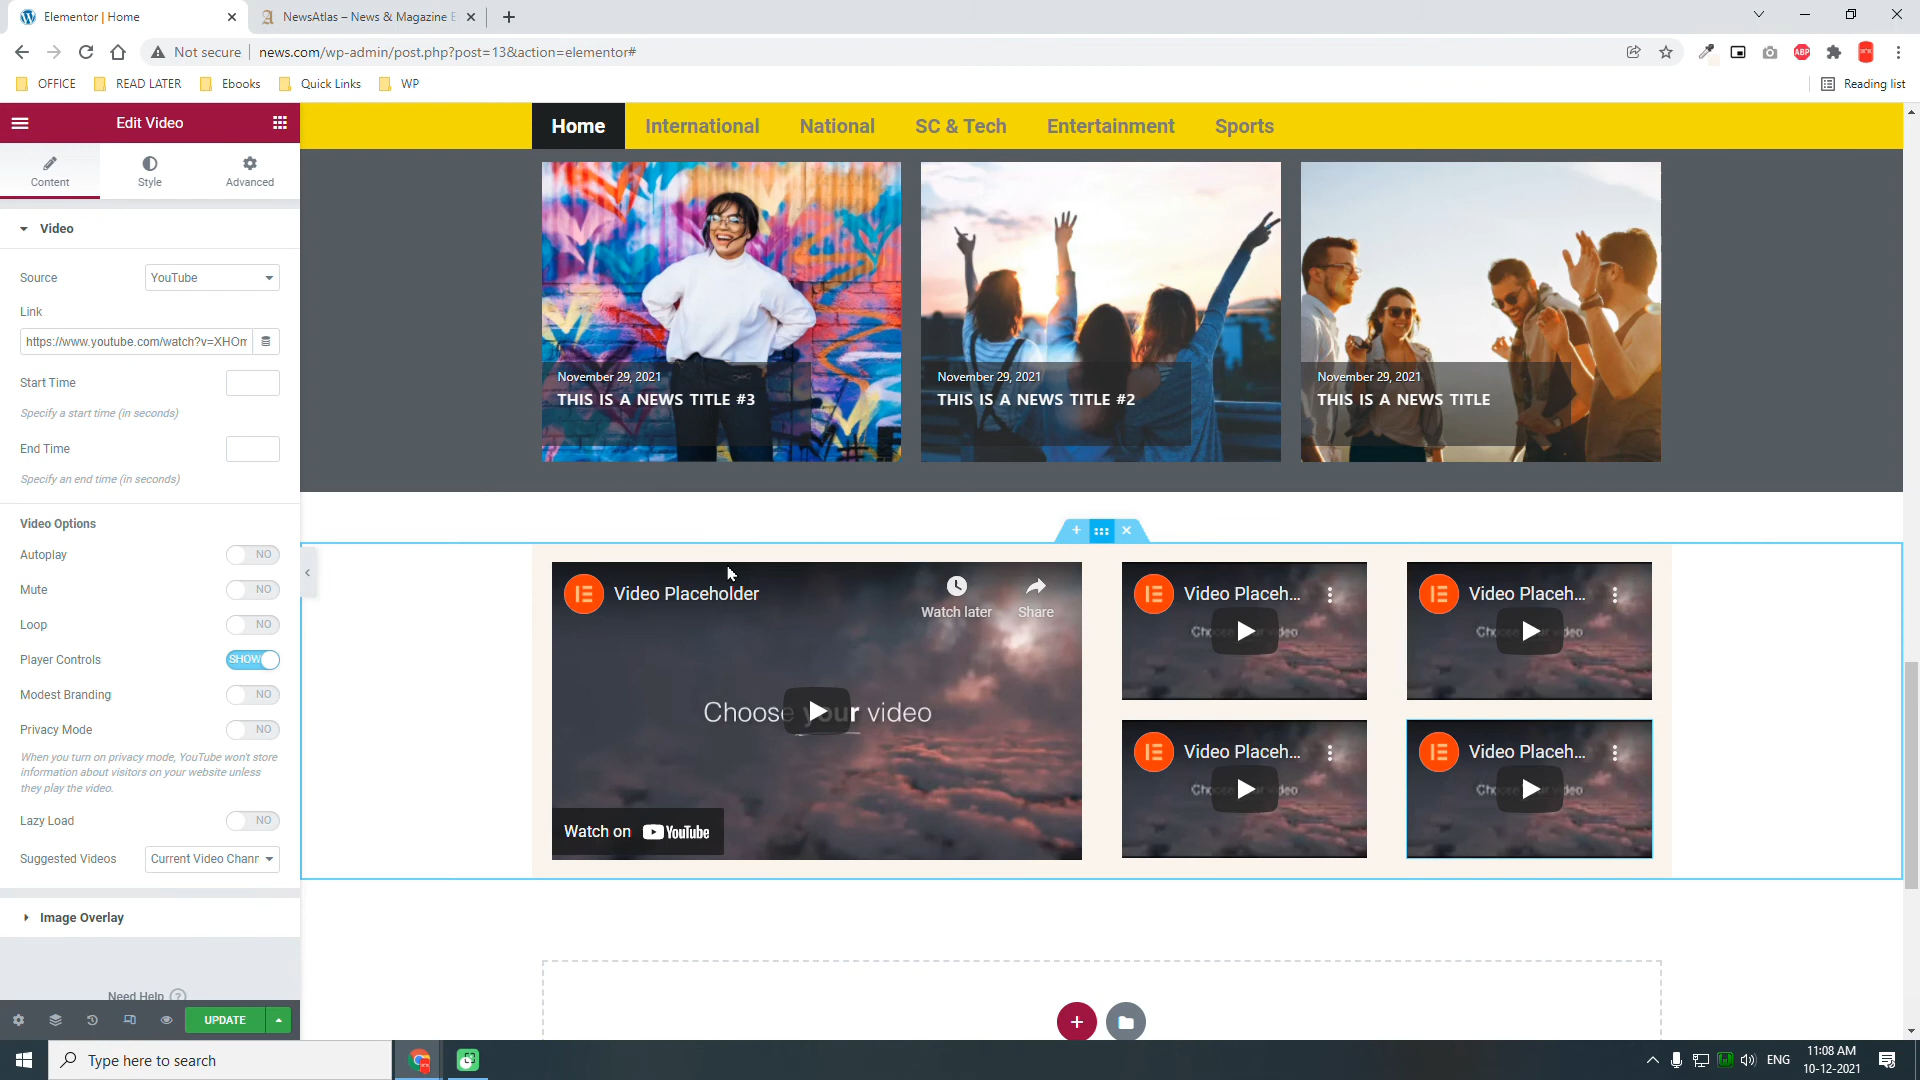 Elementor | Home
NewsAtlas – News & Magazine E
Not secure
news.com/wp-admin/post.php?post=13&action=elementor#
ABP
OFFICE
READ LATER
Ebooks
Quick Links
WP
Reading list
Edit Video
Content
Style
Advanced
Video
Source
YouTube
Link
https://www.youtube.com/watch?v=XHOm
Start Time
Specify a start time (in seconds)
End Time
Specify an end time (in seconds)
Video Options
Autoplay
NO
Mute
NO
Loop
NO
Player Controls
SHOW
Modest Branding
NO
Privacy Mode
NO
When you turn on privacy mode, YouTube won't store
information about visitors on your website unless
they play the video.
Lazy Load
NO
Suggested Videos
Current Video Chann
Image Overlay
Need Help
UPDATE
Home
International
National
SC & Tech
Entertainment
Sports
November 29, 2021
THIS IS A NEWS TITLE #3
November 29, 2021
THIS IS A NEWS TITLE #2
November 29, 2021
THIS IS A NEWS TITLE
Video Placeholder
Watch later
Share
Choose your video
Watch on YouTube
Video Placeh...
Video Placeh...
Video Placeh...
Video Placeh...
Type here to search
ENG
11:08 AM
10-12-2021